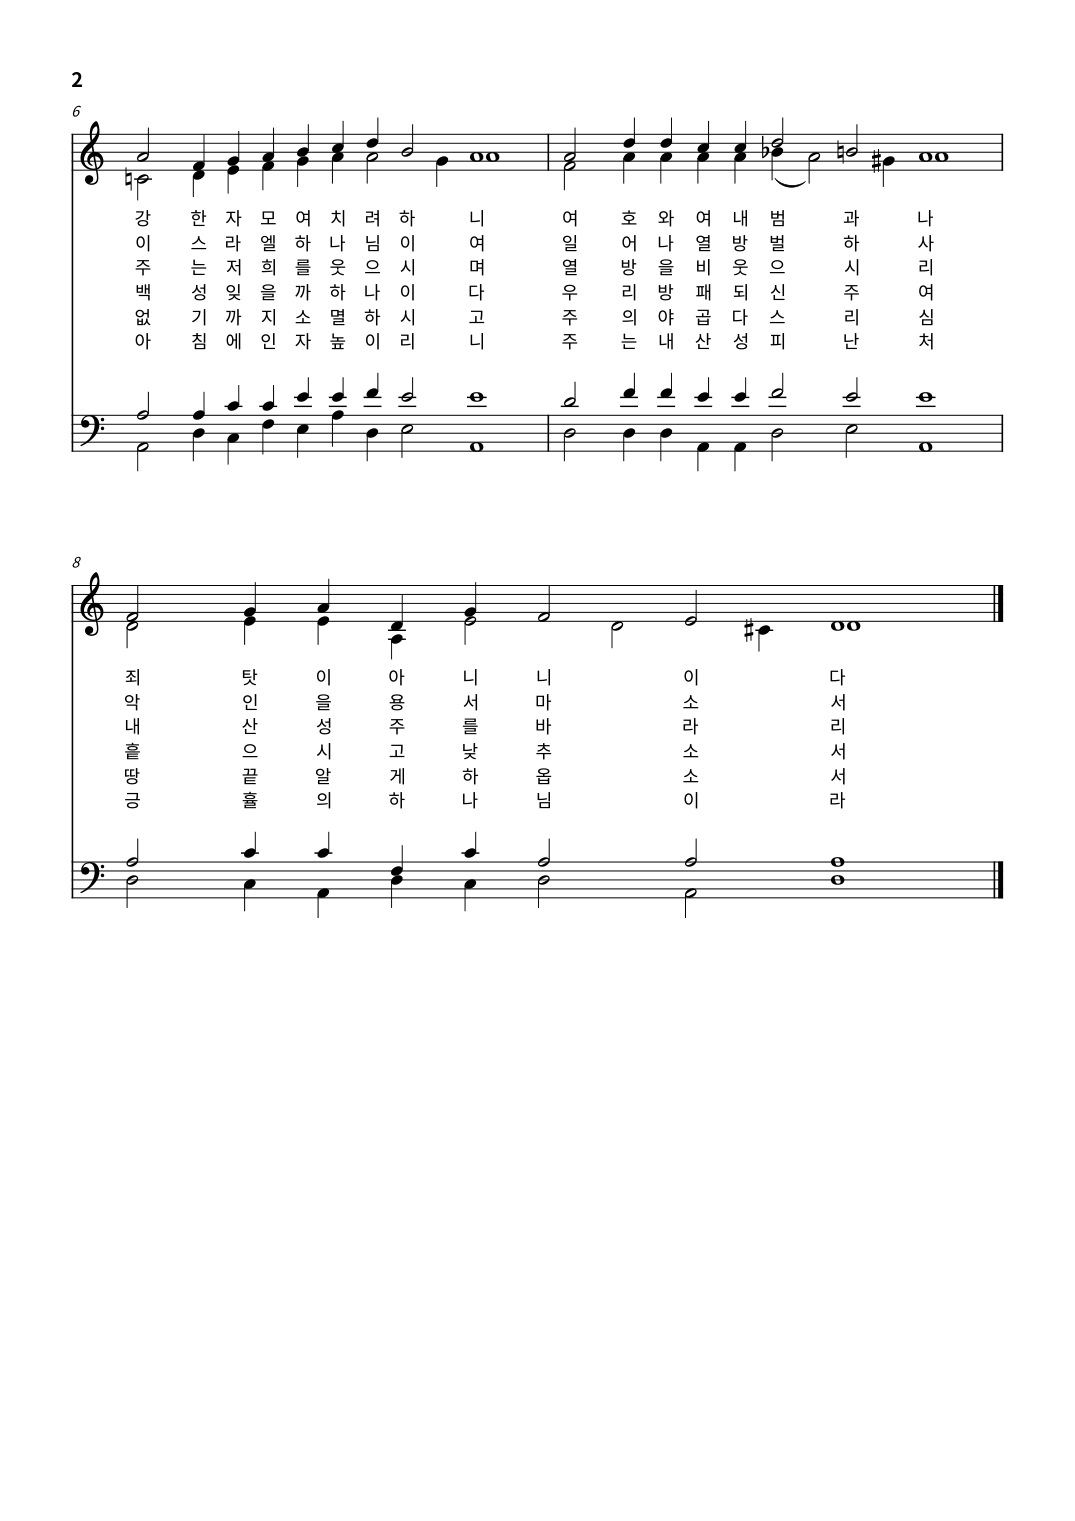 2
6
강 한 자 모 여 치 려 하 니 여 호 와 여 내 범 과 나
이 스 라 엘 하 나 님 이 여 일 어 나 열 방 벌 하 사
주 는 저 희 를 웃 으 시 며 열 방 을 비 웃 으 시 리
백 성 잊 을 까 하 나 이 다 우 리 방 패 되 신 주 여
없 기 까 지 소 멸 하 시 고 주 의 야 곱 다 스 리 심
아 침 에 인 자 높 이 리 니 주 는 내 산 성 피 난 처
8
죄 탓 이 아 니 니 이 다
악 인 을 용 서 마 소 서
내 산 성 주 를 바 라 리
흩 으 시 고 낮 추 소 서
땅 끝 알 게 하 옵 소 서
긍 휼 의 하 나 님 이 라